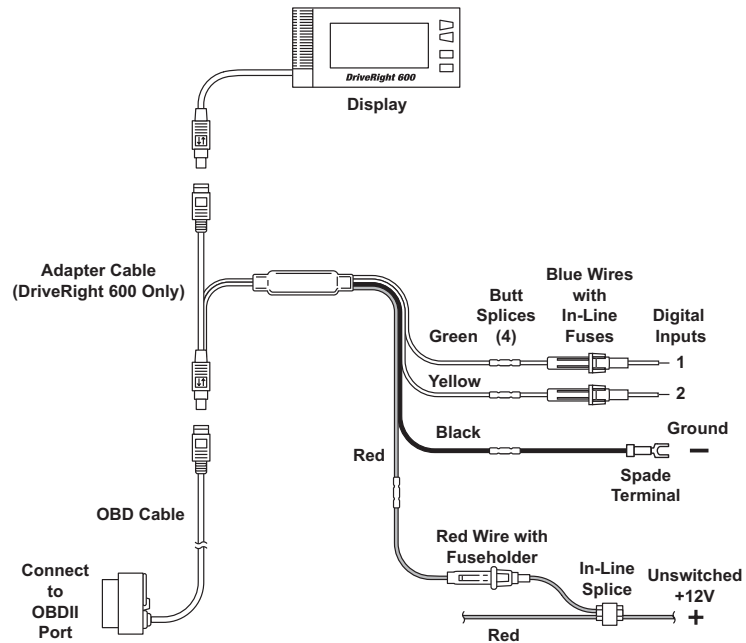 DriveRight 600
Display
Adapter Cable
(DriveRight 600 Only)
Butt
Splices
(4)
Blue Wires
with
In-Line
Fuses
Digital
Inputs
Green
1
Yellow
2
Black
Ground
Red
Spade
Terminal
OBD Cable
Red Wire with
Fuseholder
In-Line
Splice
Unswitched
+12V
+
Connect
to
OBDII
Port
Red